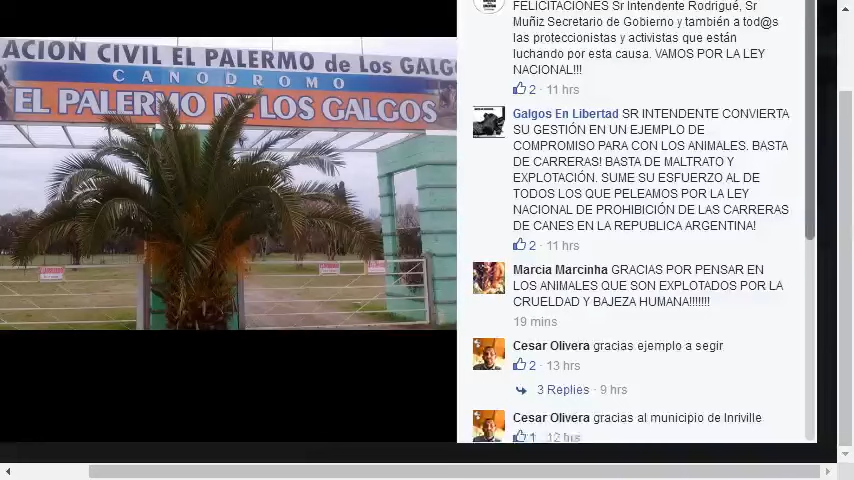 ACION CIVIL EL PALERMO de Los GALGO
CANODROMO
EL PALERMO DE LOS GALGOS
FELICITACIONES Sr Intendente Rodrigué, Sr
Muñiz Secretario de Gobierno y también a tod@s
las proteccionistas y activistas que están
luchando por esta causa. VAMOS POR LA LEY
NACIONAL!!!
2 · 11 hrs
Galgos En Libertad SR INTENDENTE CONVIERTA
SU GESTIÓN EN UN EJEMPLO DE
COMPROMISO PARA CON LOS ANIMALES. BASTA
DE CARRERAS! BASTA DE MALTRATO Y
EXPLOTACIÓN. SUME SU ESFUERZO AL DE
TODOS LOS QUE PELEAMOS POR LA LEY
NACIONAL DE PROHIBICIÓN DE LAS CARRERAS
DE CANES EN LA REPUBLICA ARGENTINA!
2 · 11 hrs
Marcia Marcinha GRACIAS POR PENSAR EN
LOS ANIMALES QUE SON EXPLOTADOS POR LA
CRUELDAD Y BAJEZA HUMANA!!!!!!!
19 mins
Cesar Olivera gracias ejemplo a segir
2 · 13 hrs
3 Replies · 9 hrs
Cesar Olivera gracias al municipio de Inriville
1 · 12 hrs